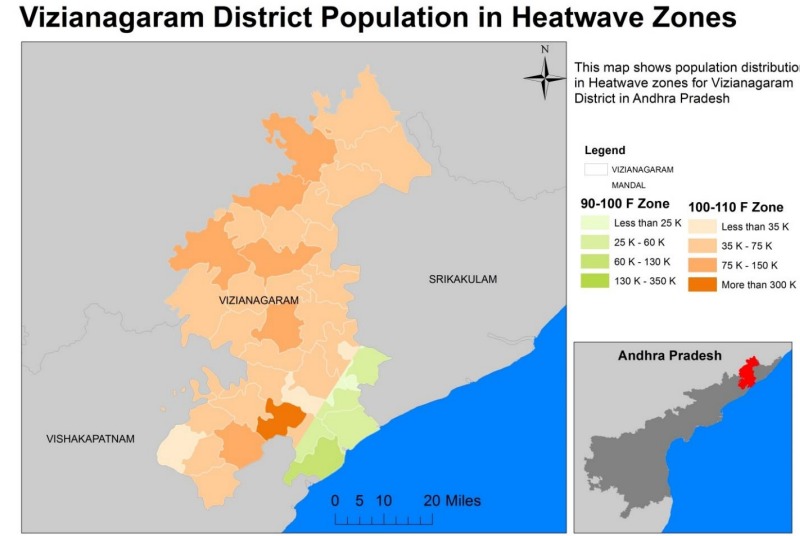 Vizianagaram District Population in Heatwave Zones
N
This map shows population distributio
in Heatwave zones for Vizianagaram
District in Andhra Pradesh
Legend
VIZIANAGARAM
MANDAL
90-100 F Zone
Less than 25 K
25 K - 60 K
60 K - 130 K
130 K - 350 K
100-110 F Zone
Less than 35 K
35 K - 75 K
75 K - 150 K
More than 300 K
SRIKAKULAM
VIZIANAGARAM
VISHAKAPATNAM
0 5 10 20 Miles
Andhra Pradesh